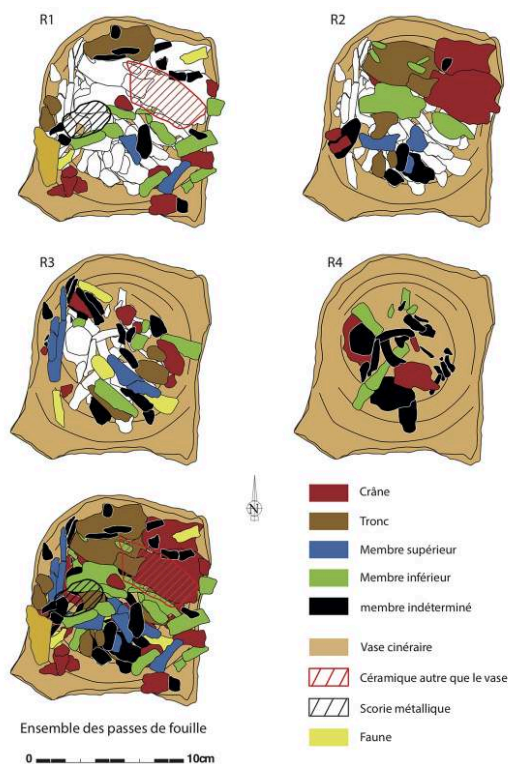 R1
R2
R3
R4
N
Crâne
Tronc
Membre supérieur
Membre inférieur
membre indéterminé
Vase cinéraire
Céramique autre que le vase
Scorie métallique
Faune
Ensemble des passes de fouille
0 10cm